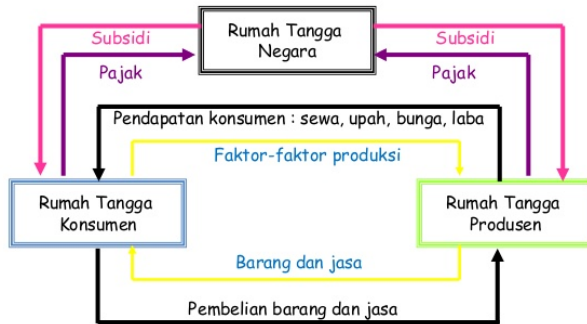 Subsidi
Rumah Tangga
Negara
Subsidi
Pajak
Pajak
Pendapatan konsumen : sewa, upah, bunga, laba
Faktor-faktor produksi
Rumah Tangga
Konsumen
Rumah Tangga
Produsen
Barang dan jasa
Pembelian barang dan jasa